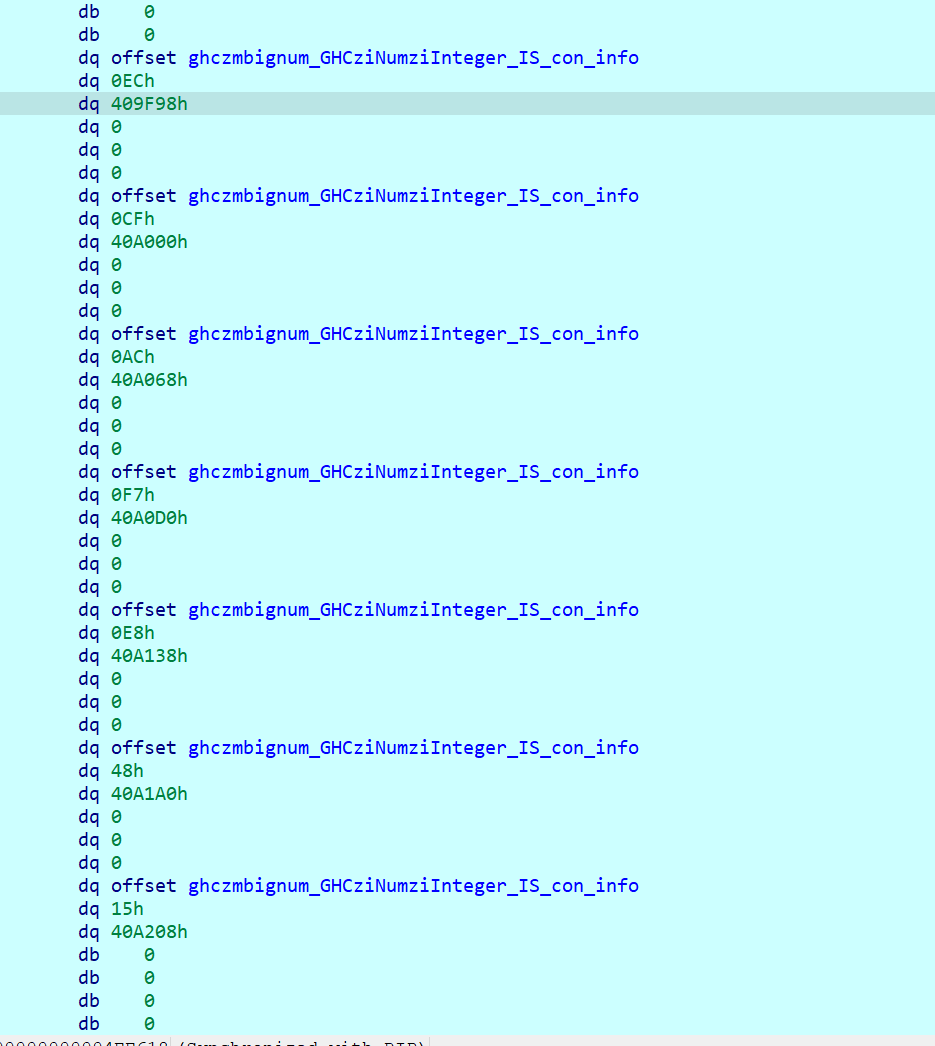 db 0
db 0
dq offset ghczmbignum_GHCziNumziInteger_IS_con_info
dq 0ECh
dq 409F98h
dq 0
dq 0
dq 0
dq offset ghczmbignum_GHCziNumziInteger_IS_con_info
dq 0CFh
dq 40A000h
dq 0
dq 0
dq 0
dq offset ghczmbignum_GHCziNumziInteger_IS_con_info
dq 0ACh
dq 40A068h
dq 0
dq 0
dq 0
dq offset ghczmbignum_GHCziNumziInteger_IS_con_info
dq 0F7h
dq 40A0D0h
dq 0
dq 0
dq 0
dq offset ghczmbignum_GHCziNumziInteger_IS_con_info
dq 0E8h
dq 40A138h
dq 0
dq 0
dq 0
dq offset ghczmbignum_GHCziNumziInteger_IS_con_info
dq 48h
dq 40A1A0h
dq 0
dq 0
dq 0
dq offset ghczmbignum_GHCziNumziInteger_IS_con_info
dq 15h
dq 40A208h
db 0
db 0
db 0
db 0
(Synchronized with RIP)